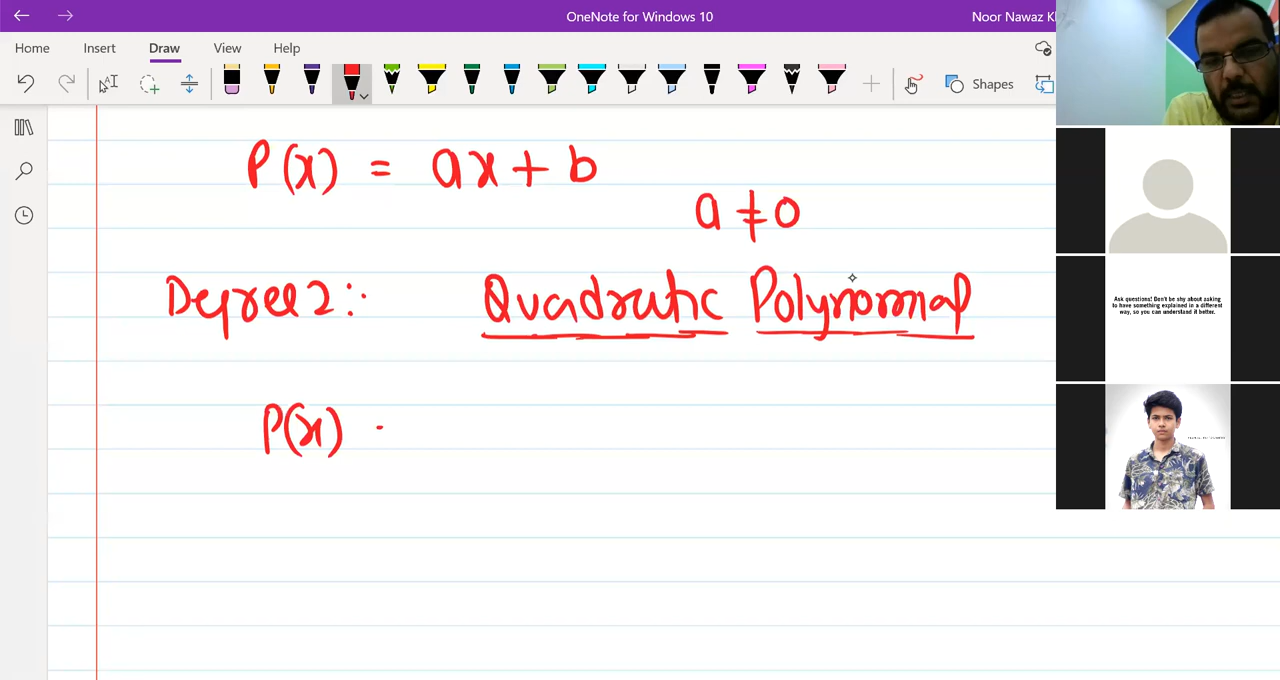 OneNote for Windows 10
Noor Nawaz
Home Insert Draw View Help
Shapes
P(x) = ax + b
a ≠ 0
Degree 2:
Quadratic Polynomial
P(x)
Ask questions! Don't be shy about asking
to have something explained in a different
way, so you can understand it better.